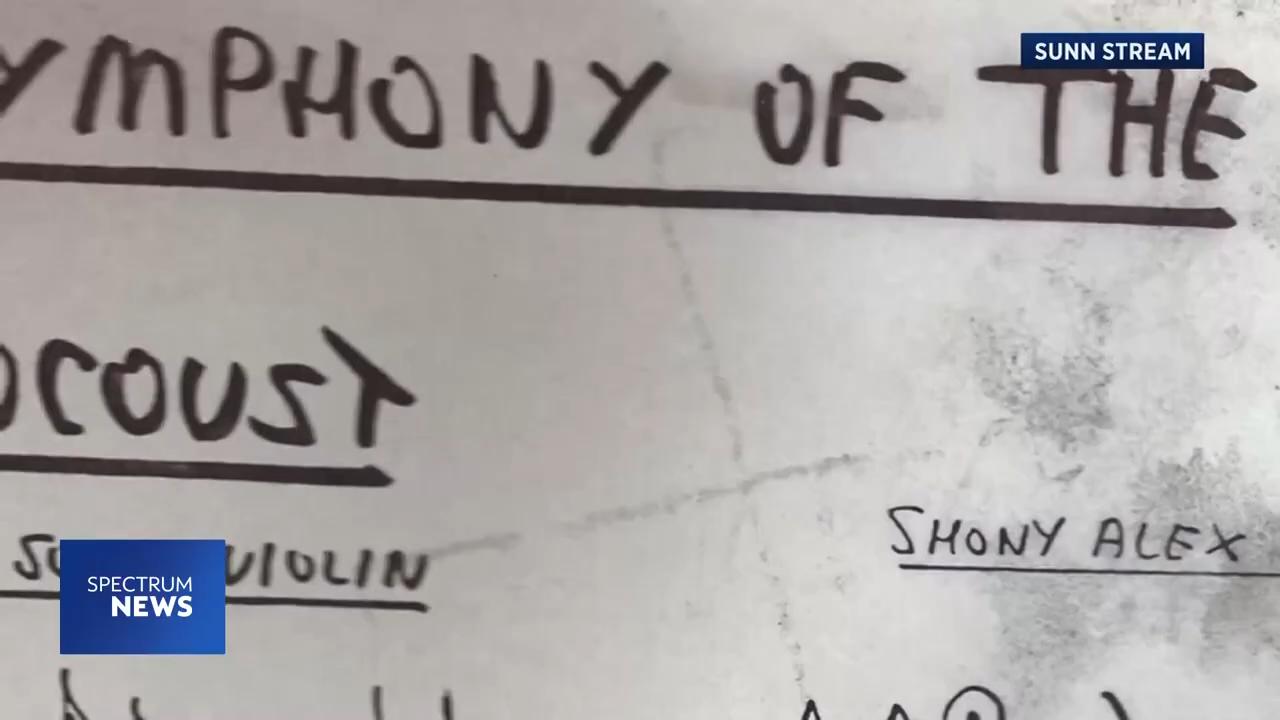 SUNN STREAM
YMPHONY OF THE
OCOUST
VIOLIN
SHONY ALEX
SPECTRUM
NEWS